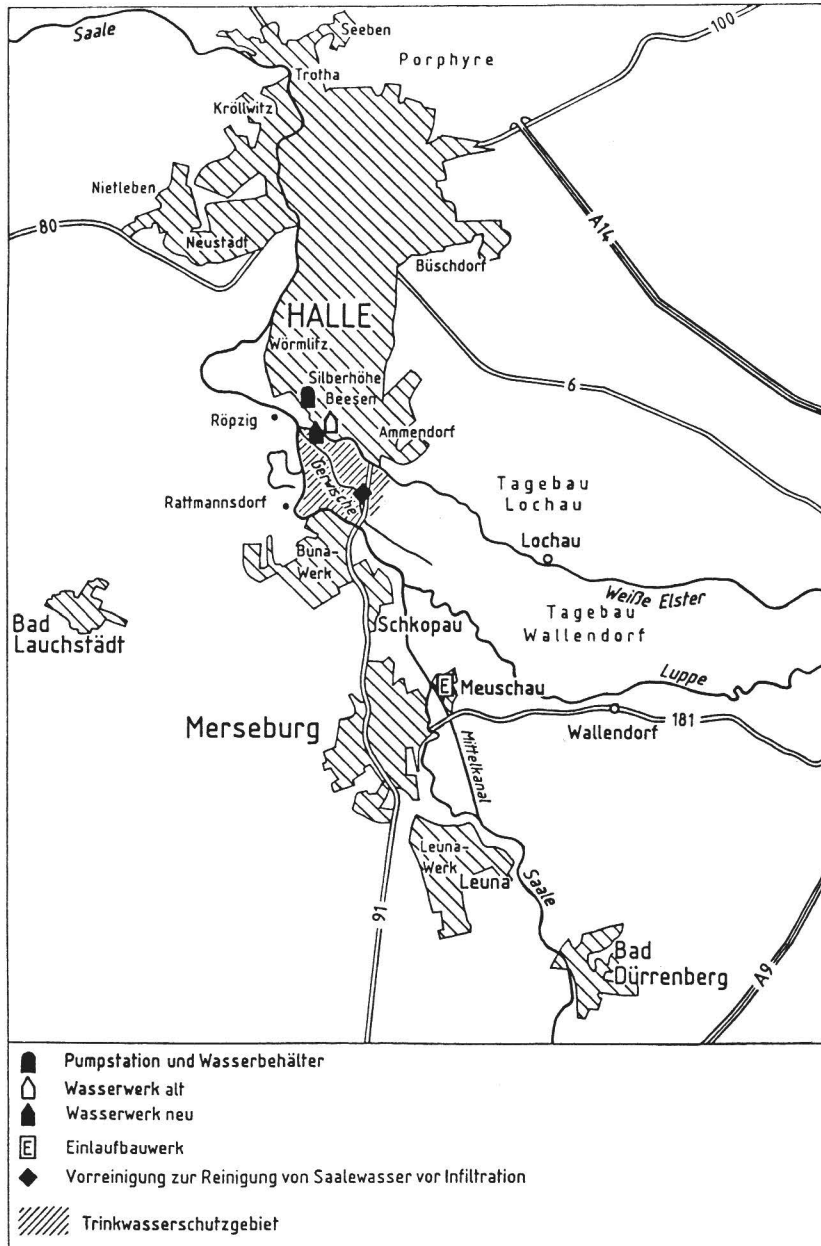 Saale
Seeben
Porphyre
100
Trotha
Kröllwitz
Nietleben
80
Neustadt
A14
Büschdorf
HALLE
Wörmlitz
6
Silberhöhe
Beesen
Röpzig
Ammendorf
Gerwische
Tagebau
Lochau
Rattmannsdorf
Lochau
Buna-
Werk
Weiße Elster
Bad
Lauchstädt
Tagebau
Wallendorf
Schkopau
Luppe
E
Meuschau
Merseburg
181
Wallendorf
Mittelkanal
Leuna-
Werk
Leuna
Saale
91
Bad
Dürrenberg
A9
Pumpstation und Wasserbehälter
Wasserwerk alt
Wasserwerk neu
E Einlaufbauwerk
Vorreinigung zur Reinigung von Saalewasser vor Infiltration
Trinkwasserschutzgebiet